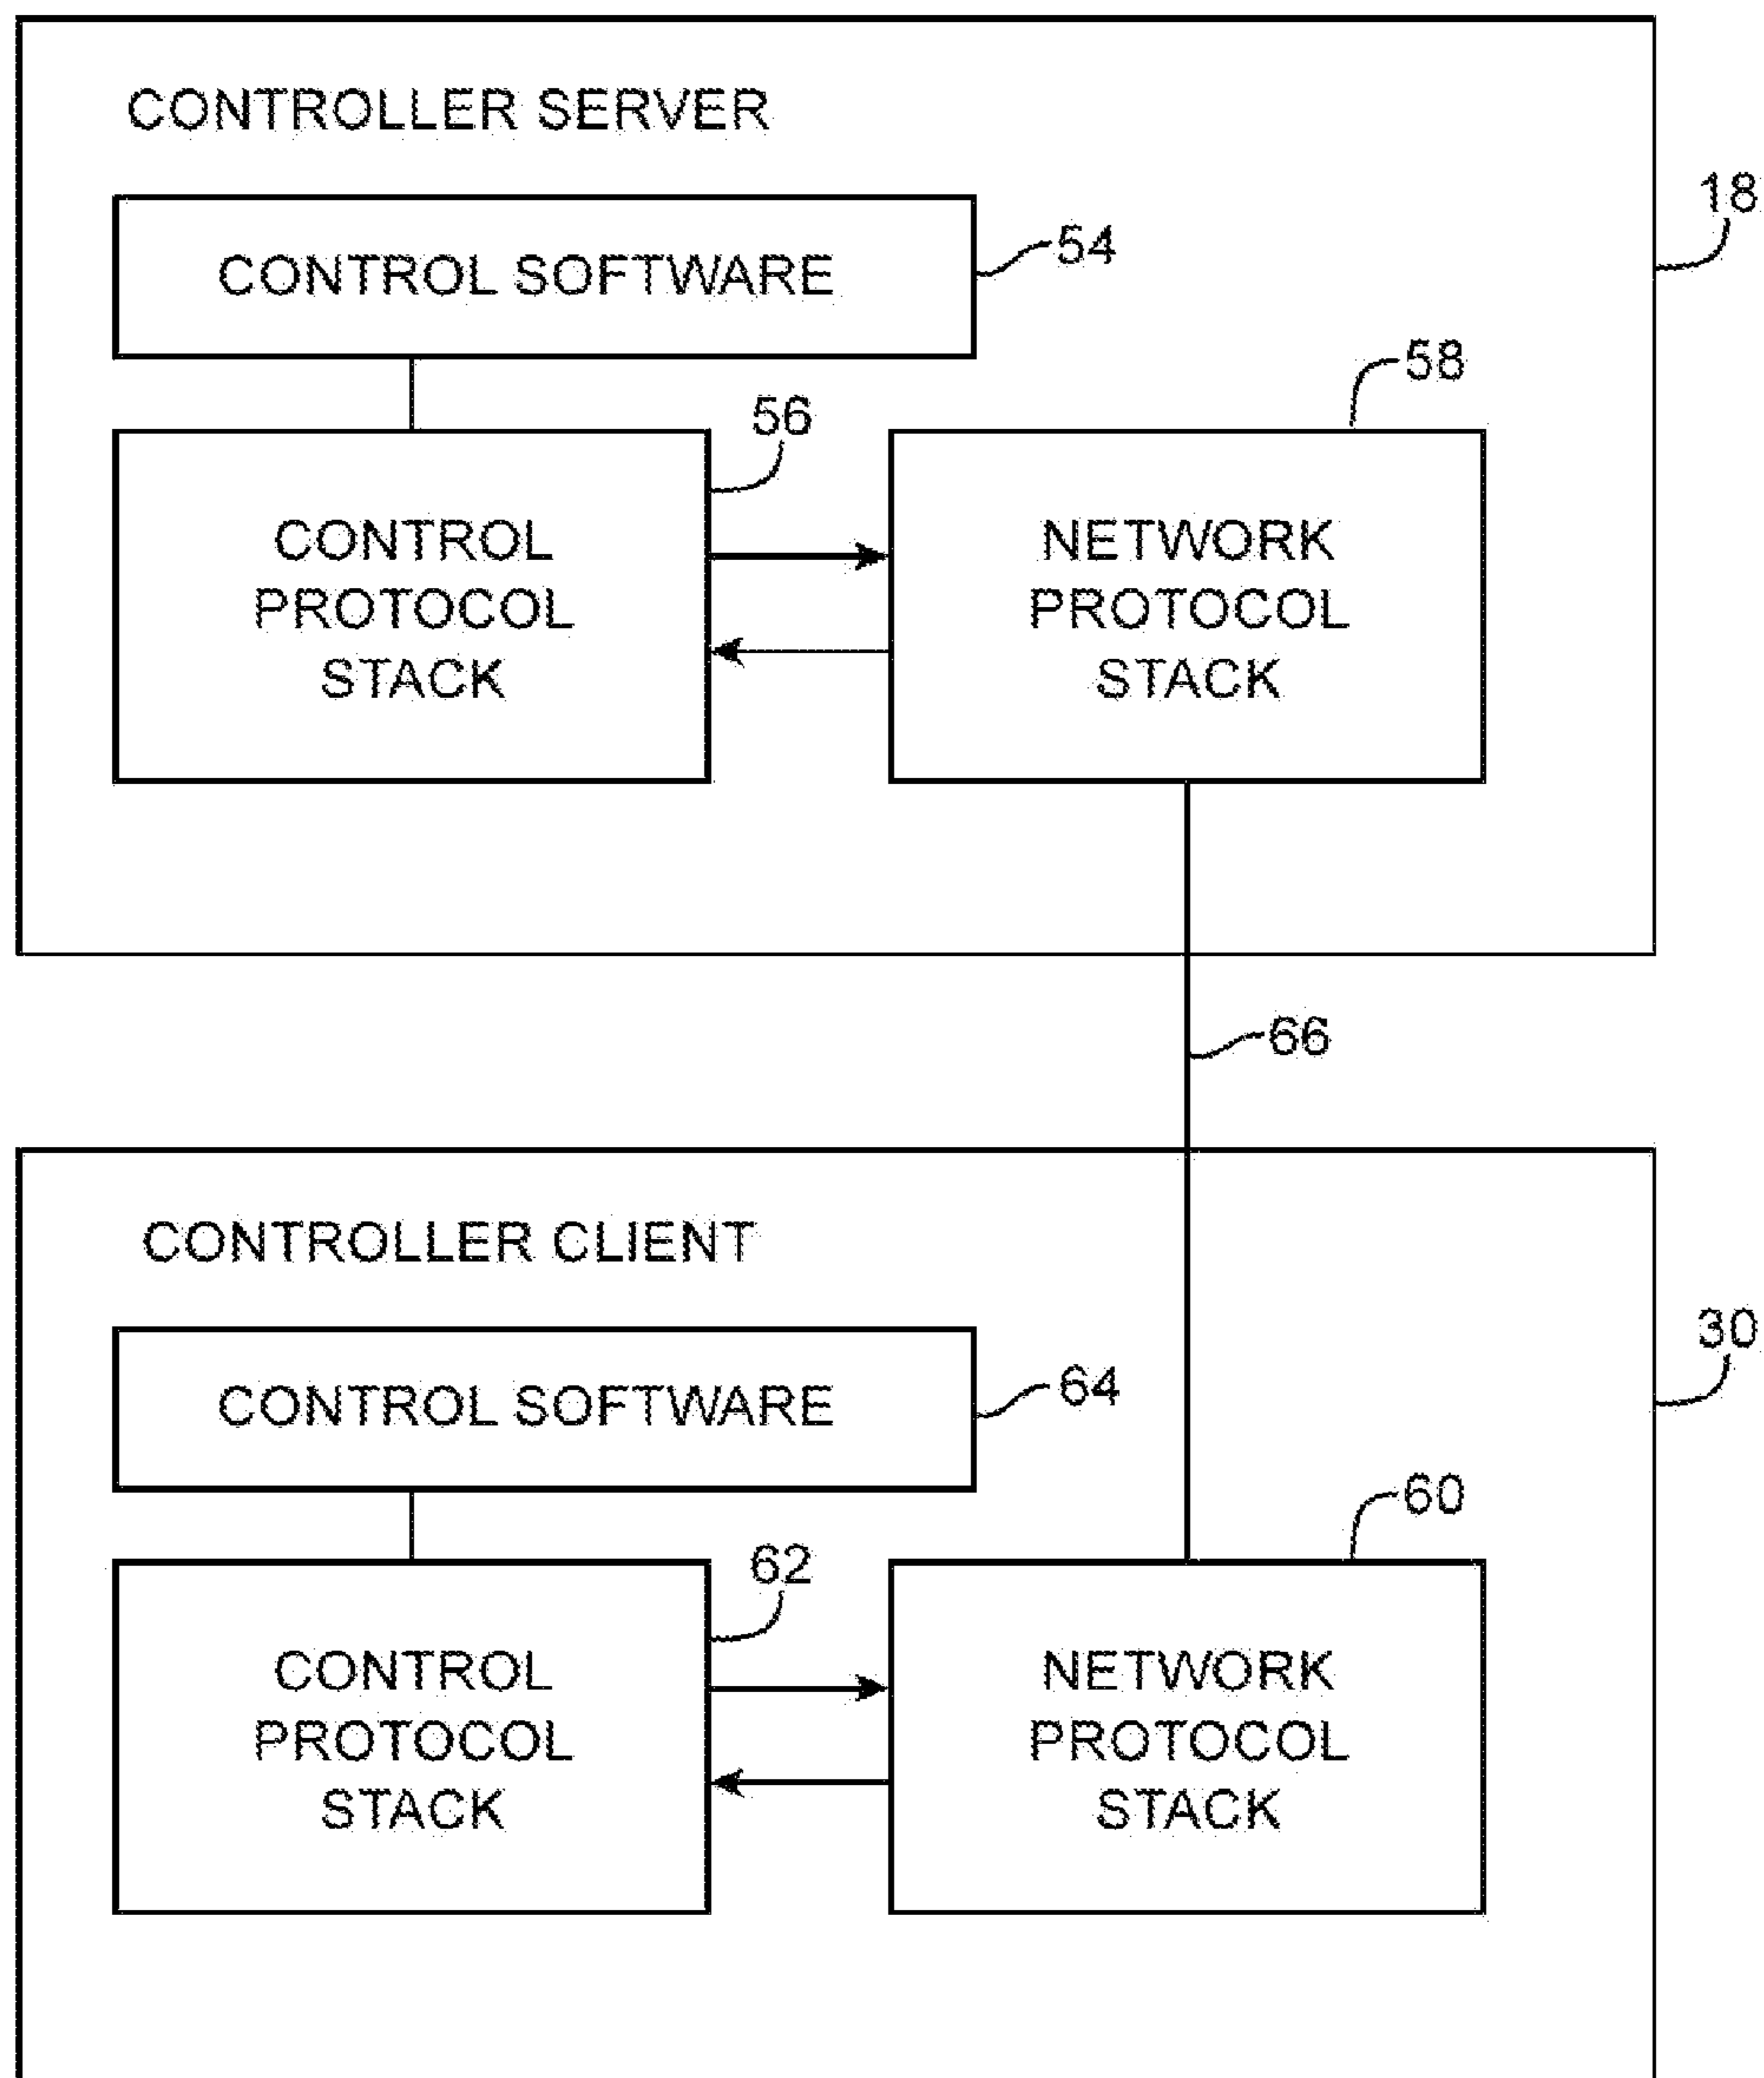 CONTROLLER SERVER
18
CONTROL SOFTWARE
54
58
56
CONTROL
PROTOCOL
STACK
NETWORK
PROTOCOL
STACK
66
CONTROLLER CLIENT
30
CONTROL SOFTWARE
64
60
62
CONTROL
PROTOCOL
STACK
NETWORK
PROTOCOL
STACK